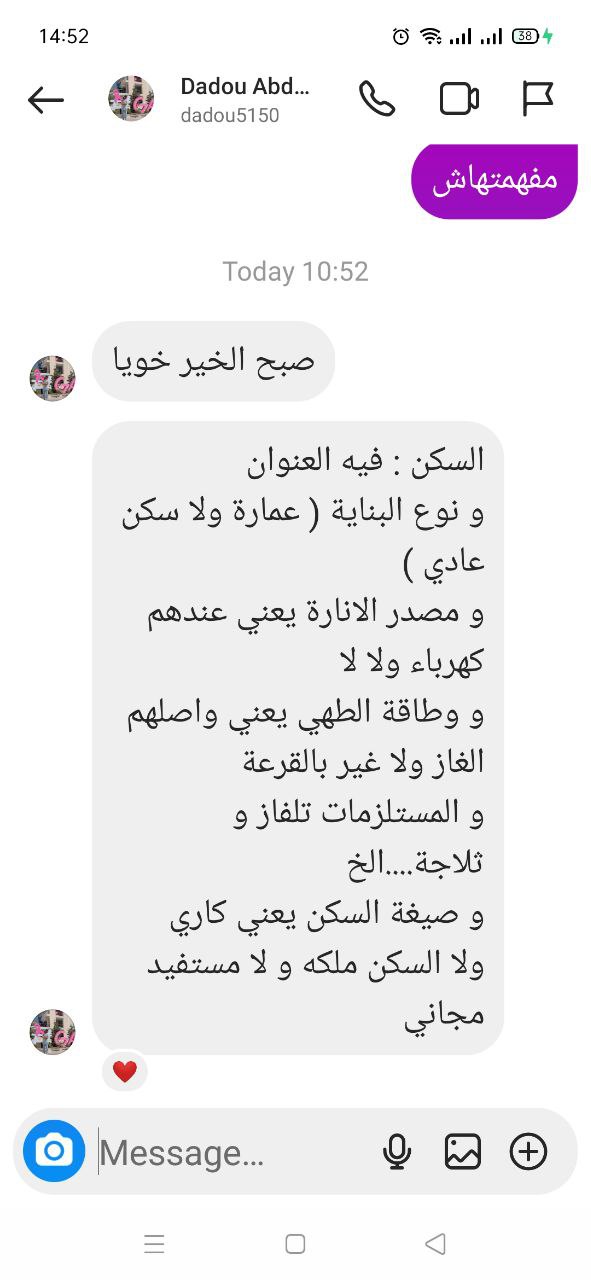 14:52
38
Dadou Abd...
dadou5150
مفهمتهاش
Today 10:52
صبح الخير خويا
السكن : فيه العنوان
و نوع البناية ( عمارة ولا سكن
عادي )
و مصدر الانارة يعني عندهم
كهرباء ولا لا
و وطاقة الطهي يعني واصلهم
الغاز ولا غير بالقرعة
و المستلزمات تلفاز و
ثلاجة....الخ
و صيغة السكن يعني كاري
ولا السكن ملكه و لا مستفيد
مجاني
Message...